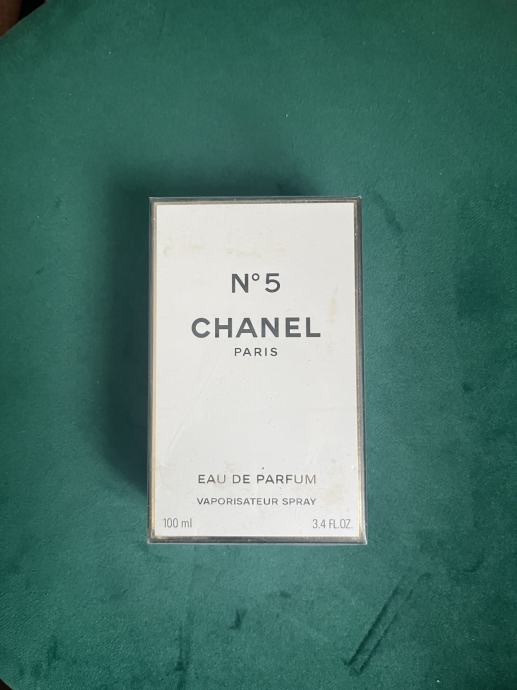 N°5
CHANEL
PARIS
EAU DE PARFUM
VAPORISATEUR SPRAY
100 ml 3.4 FL.OZ.